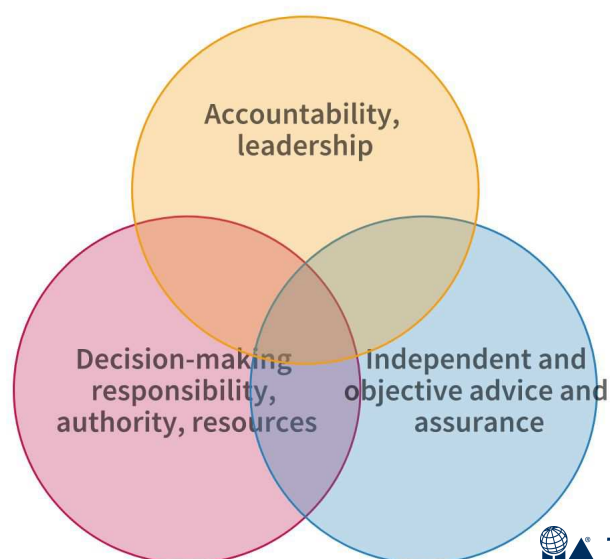 Accountability,
leadership
Decision-making
responsibility,
authority, resources
Independent and
objective advice and
assurance